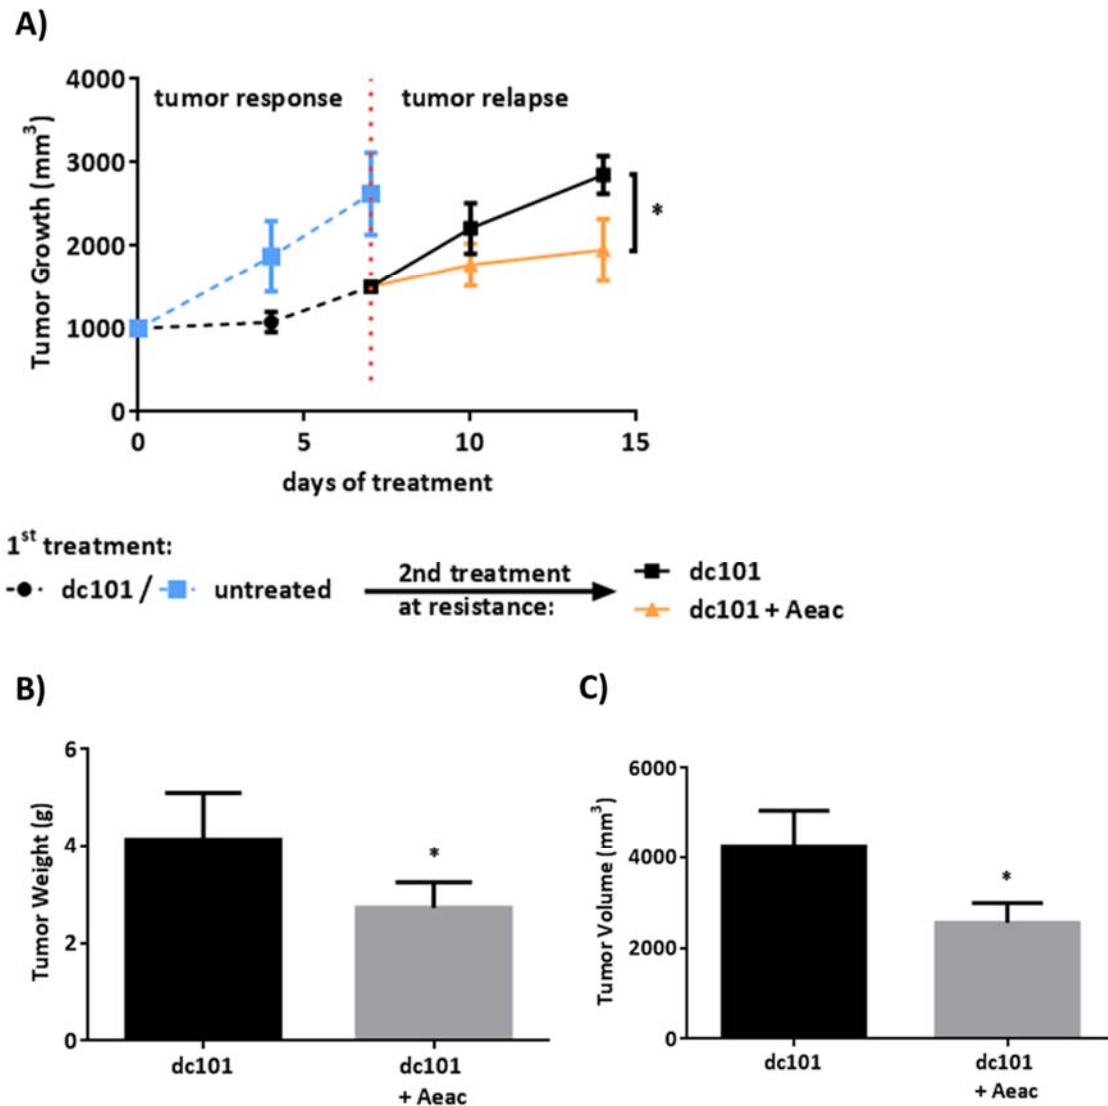 A)
Tumor Growth (mm³)
4000
3000
2000
1000
0
tumor response
tumor relapse
*
0
5
10
15
days of treatment
1st treatment:
dc101 / untreated
2nd treatment
at resistance:
dc101
dc101 + Aeac
B)
Tumor Weight (g)
6
4
2
0
*
dc101
dc101
+ Aeac
C)
Tumor Volume (mm³)
6000
4000
2000
0
*
dc101
dc101
+ Aeac